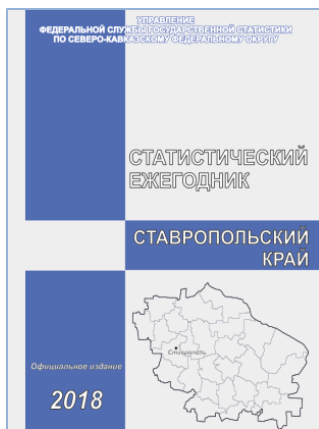 УПРАВЛЕНИЕ
ФЕДЕРАЛЬНОЙ СЛУЖБЫ ГОСУДАРСТВЕННОЙ СТАТИСТИКИ
ПО СЕВЕРО-КАВКАЗСКОМУ ФЕДЕРАЛЬНОМУ ОКРУГУ
СТАТИСТИЧЕСКИЙ
ЕЖЕГОДНИК
СТАВРОПОЛЬСКИЙ
КРАЙ
Ставрополь
Официальное издание
2018